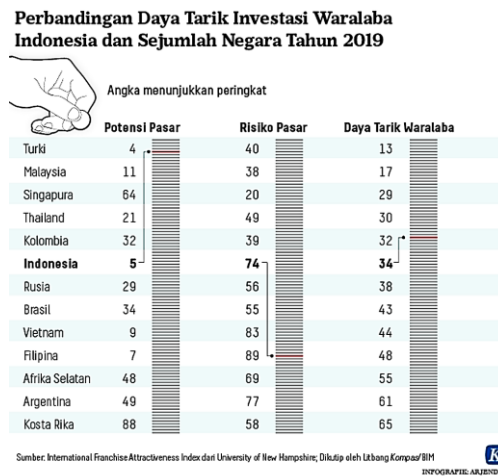 Perbandingan Daya Tarik Investasi Waralaba
Indonesia dan Sejumlah Negara Tahun 2019
Angka menunjukkan peringkat
Potensi Pasar Risiko Pasar Daya Tarik Waralaba
Turki 4 40 13
Malaysia 11 38 17
Singapura 64 20 29
Thailand 21 49 30
Kolombia 32 39 32
Indonesia 5 74 34
Rusia 29 56 38
Brasil 34 55 43
Vietnam 9 83 44
Filipina 7 89 48
Afrika Selatan 48 69 55
Argentina 49 77 61
Kosta Rika 88 58 65
Sumber: International Franchise Attractiveness Index dari University of New Hampshire; Dikutip oleh Litbang Kompas/BIM
K
INFOGRAFIK: ARJEND